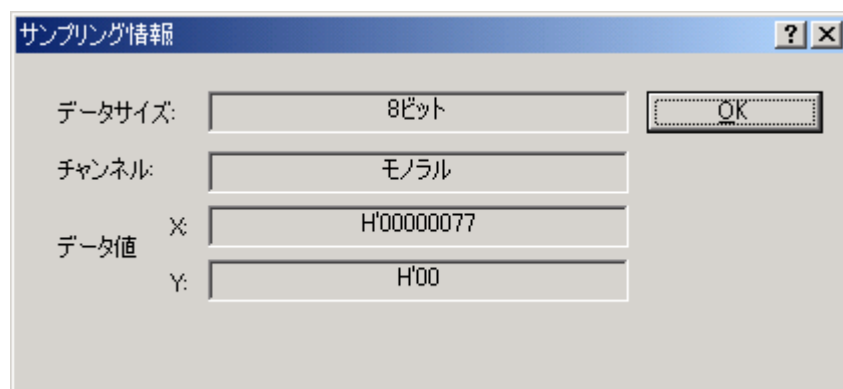 サンプリング情報
データサイズ: 8ビット OK
チャンネル: モノラル
データ値 X: H'00000077
Y: H'00